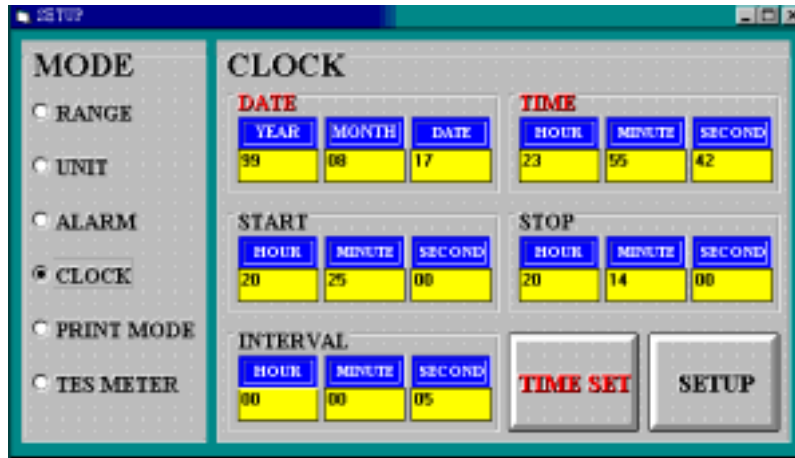 SETUP
MODE
RANGE
UNIT
ALARM
CLOCK
PRINT MODE
TES METER
CLOCK
DATE
YEAR MONTH DATE
99 08 17
TIME
HOUR MINUTE SECOND
23 55 42
START
HOUR MINUTE SECOND
20 25 00
STOP
HOUR MINUTE SECOND
20 14 00
INTERVAL
HOUR MINUTE SECOND
00 00 05
TIME SET
SETUP